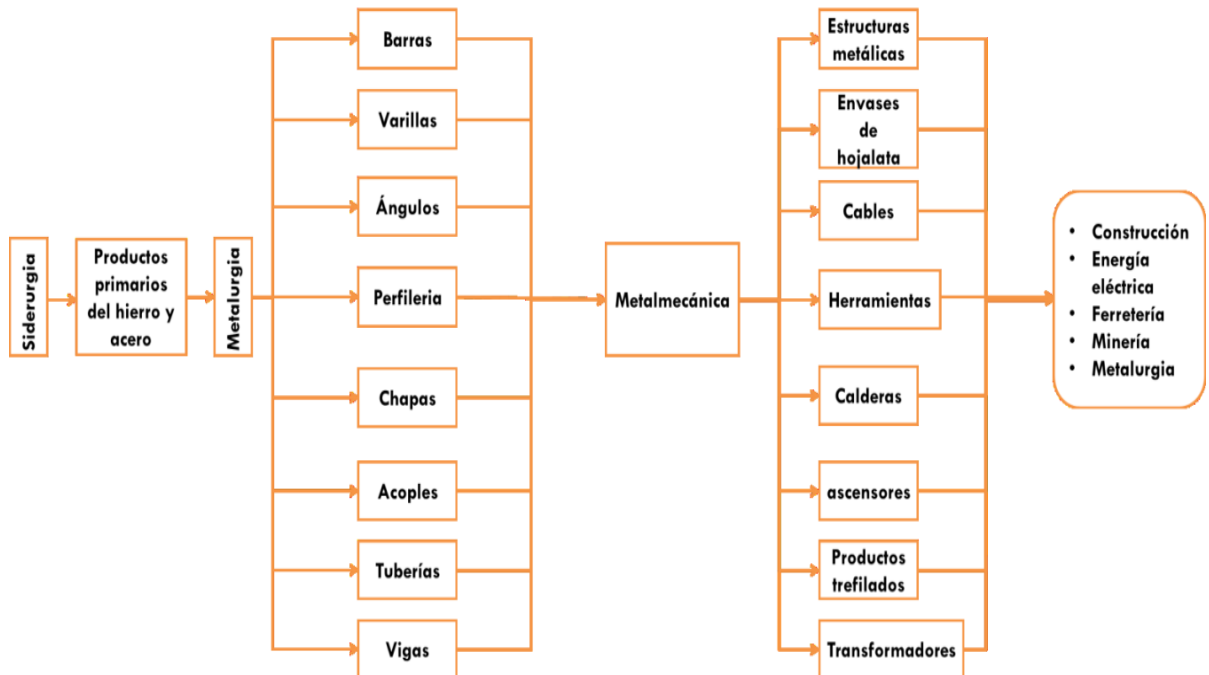 Siderurgia
Productos
primarios
del hierro y
acero
Metalurgia
Barras
Varillas
Ángulos
Perfileria
Chapas
Acoples
Tuberías
Vigas
Metalmecánica
Estructuras
metálicas
Envases
de
hojalata
Cables
Herramientas
Calderas
ascensores
Productos
trefilados
Transformadores
• Construcción
• Energía
eléctrica
• Ferretería
• Minería
• Metalurgia